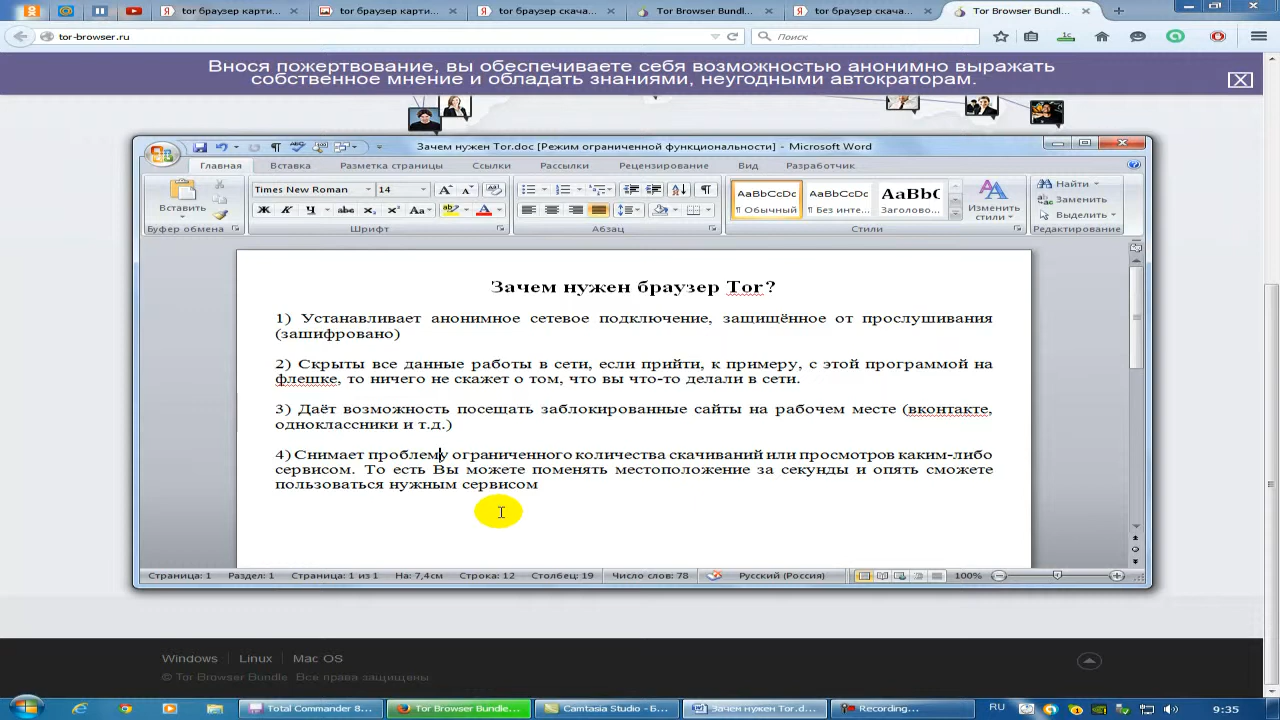 tor браузер карти...
tor браузер карти...
tor браузер скача...
Tor Browser Bund...
tor браузер скача...
Tor Browser Bund...
tor-browser.ru
Поиск
Внося пожертвование, вы обеспечиваете себя возможностью анонимно выражать
собственное мнение и обладать знаниями, неугодными автократорам.
Зачем нужен Tor.doc [Режим ограниченной функциональности] - Microsoft Word
Главная Вставка Разметка страницы Ссылки Рассылки Рецензирование Вид Разработчик
Times New Roman 14
Вставить
AaBbCcDc AaBbCcDc AaBbC
¶ Обычный ¶ Без инте... Заголово...
Изменить
стили
Найти
Заменить
Выделить
Буфер обмена Шрифт Абзац Стили Редактирование
Зачем нужен браузер Tor?
1) Устанавливает анонимное сетевое подключение, защищённое от прослушивания
(зашифровано)
2) Скрыты все данные работы в сети, если прийти, к примеру, с этой программой на
флешке, то ничего не скажет о том, что вы что-то делали в сети.
3) Даёт возможность посещать заблокированные сайты на рабочем месте (вконтакте,
одноклассники и т.д.)
4) Снимает проблему ограниченного количества скачиваний или просмотров каким-либо
сервисом. То есть Вы можете поменять местоположение за секунды и опять сможете
пользоваться нужным сервисом
Страница: 1 Раздел: 1 Страница: 1 из 1 На: 7,4см Строка: 12 Столбец: 19 Число слов: 78 Русский (Россия) 100%
Windows Linux Mac OS
© Tor Browser Bundle. Все права защищены.
Total Commander 8... Tor Browser Bundle... Camtasia Studio - Б... Зачем нужен Tor.d... Recording... RU 9:35